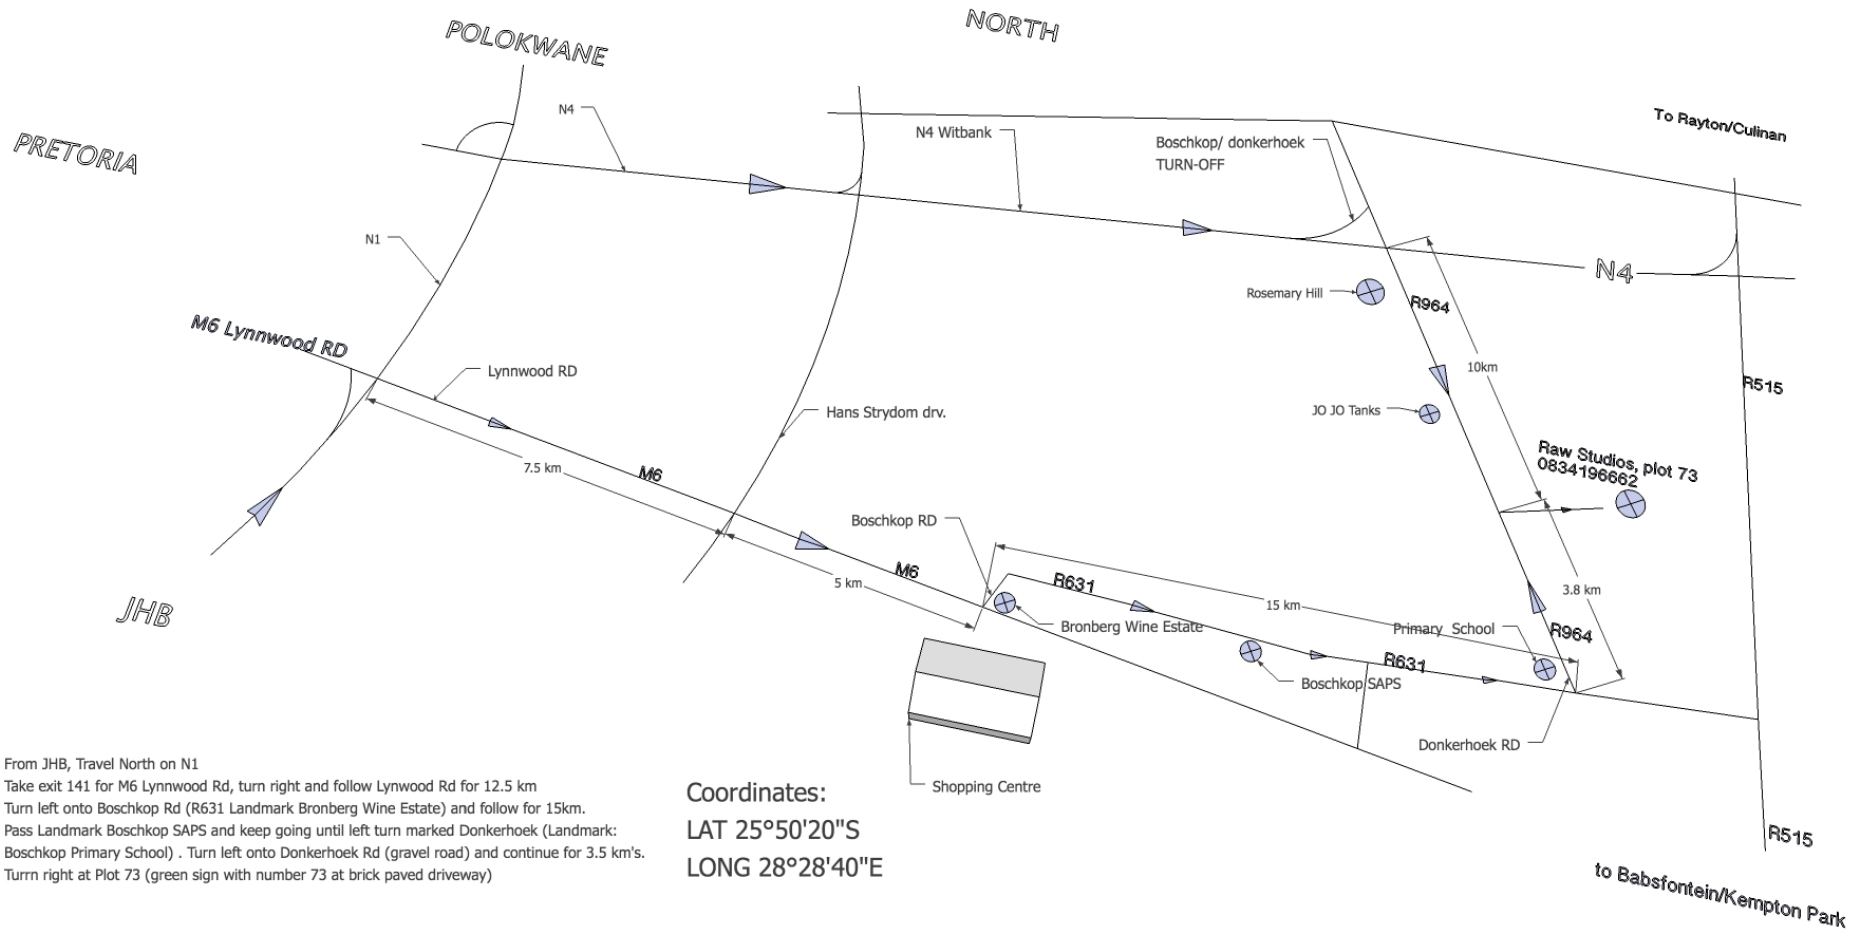 NORTH
POLOKWANE
PRETORIA
N4
N4 Witbank
Boschkop/ donkerhoek
TURN-OFF
To Rayton/Culinan
N1
N4
Rosemary Hill
R964
M6 Lynnwood RD
Lynnwood RD
10km
R515
Hans Strydom drv.
JO JO Tanks
7.5 km
M6
Raw Studios, plot 73
0834196662
Boschkop RD
M6
5 km
R631
15 km
3.8 km
JHB
Bronberg Wine Estate
Primary School
R964
R631
Boschkop SAPS
Donkerhoek RD
Shopping Centre
From JHB, Travel North on N1
Take exit 141 for M6 Lynnwood Rd, turn right and follow Lynwood Rd for 12.5 km
Turn left onto Boschkop Rd (R631 Landmark Bronberg Wine Estate) and follow for 15km.
Pass Landmark Boschkop SAPS and keep going until left turn marked Donkerhoek (Landmark:
Boschkop Primary School) . Turn left onto Donkerhoek Rd (gravel road) and continue for 3.5 km's.
Turrn right at Plot 73 (green sign with number 73 at brick paved driveway)
Coordinates:
LAT 25°50'20"S
LONG 28°28'40"E
R515
to Babsfontein/Kempton Park